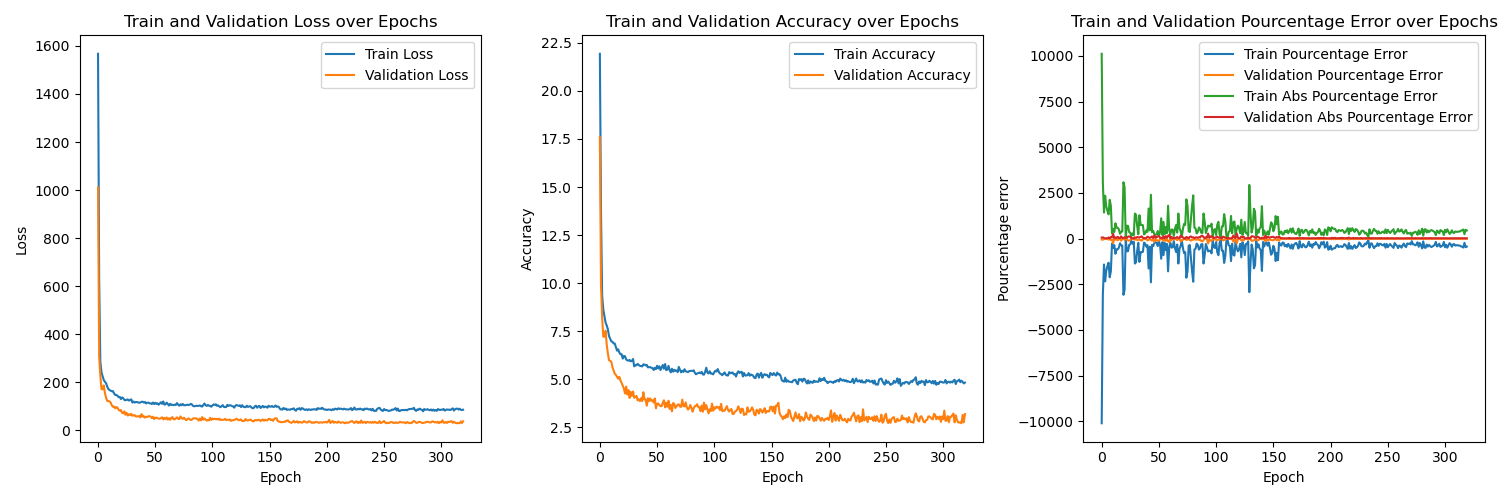 Train and Validation Loss over Epochs
Train Loss
Validation Loss
1600
1400
1200
1000
800
600
400
200
0
Loss
0 50 100 150 200 250 300
Epoch
Train and Validation Accuracy over Epochs
Train Accuracy
Validation Accuracy
22.5
20.0
17.5
15.0
12.5
10.0
7.5
5.0
2.5
Accuracy
0 50 100 150 200 250 300
Epoch
Train and Validation Pourcentage Error over Epochs
Train Pourcentage Error
Validation Pourcentage Error
Train Abs Pourcentage Error
Validation Abs Pourcentage Error
10000
7500
5000
2500
0
−2500
−5000
−7500
−10000
Pourcentage error
0 50 100 150 200 250 300
Epoch